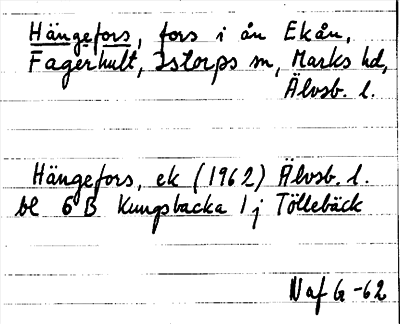 Hängefors, fors i ån Ekån,
Fagerhult, Istorps sn, Marks hd,
Älvsb. l.
Hängefors, ek (1962) Älvsb. l.
bl 6 B Kungsbacka 1 j Töllebäck
NafG-62